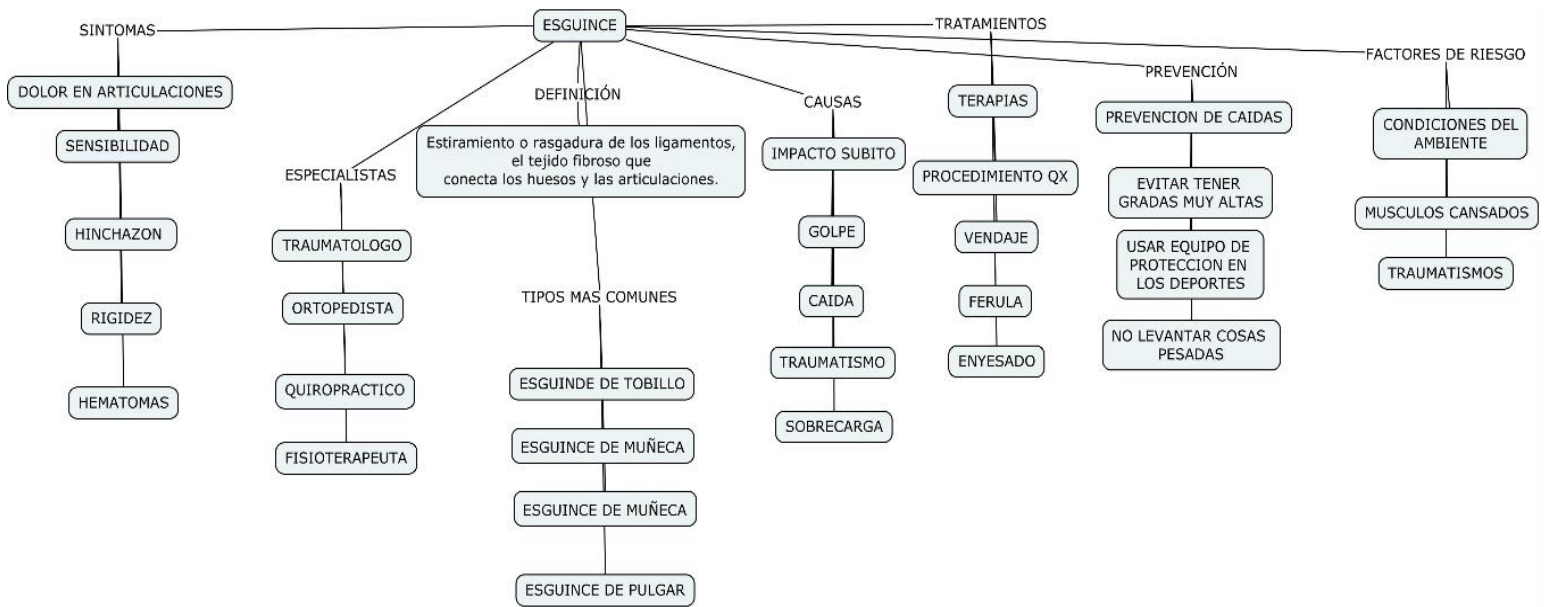 ESGUINCE
SINTOMAS
DOLOR EN ARTICULACIONES
SENSIBILIDAD
HINCHAZON
RIGIDEZ
HEMATOMAS
ESPECIALISTAS
TRAUMATOLOGO
ORTOPEDISTA
QUIROPRACTICO
FISIOTERAPEUTA
DEFINICIÓN
Estiramiento o rasgadura de los ligamentos,
el tejido fibroso que
conecta los huesos y las articulaciones.
TIPOS MAS COMUNES
ESGUINDE DE TOBILLO
ESGUINCE DE MUÑECA
ESGUINCE DE MUÑECA
ESGUINCE DE PULGAR
CAUSAS
IMPACTO SUBITO
GOLPE
CAIDA
TRAUMATISMO
SOBRECARGA
TRATAMIENTOS
TERAPIAS
PROCEDIMIENTO QX
VENDAJE
FERULA
ENYESADO
PREVENCIÓN
PREVENCION DE CAIDAS
EVITAR TENER
GRADAS MUY ALTAS
USAR EQUIPO DE
PROTECCION EN
LOS DEPORTES
NO LEVANTAR COSAS
PESADAS
FACTORES DE RIESGO
CONDICIONES DEL
AMBIENTE
MUSCULOS CANSADOS
TRAUMATISMOS